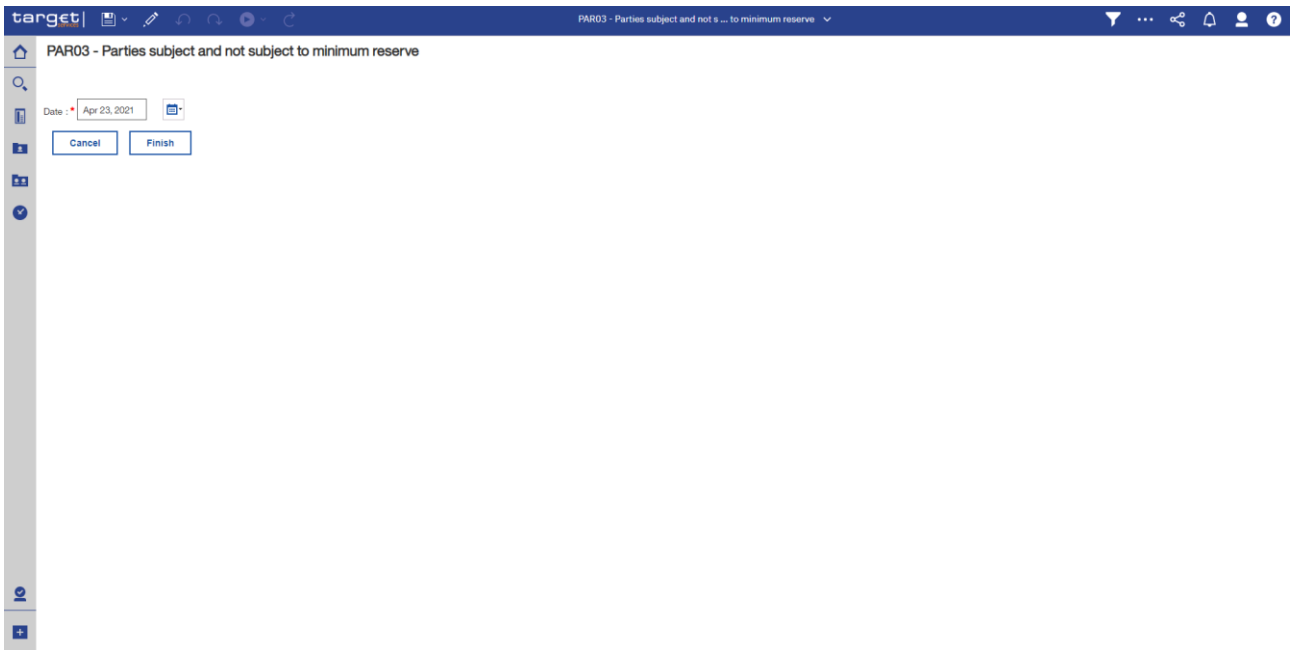 target|
services
PAR03 - Parties subject and not s ... to minimum reserve
PAR03 - Parties subject and not subject to minimum reserve
Date : * Apr 23, 2021
Cancel Finish